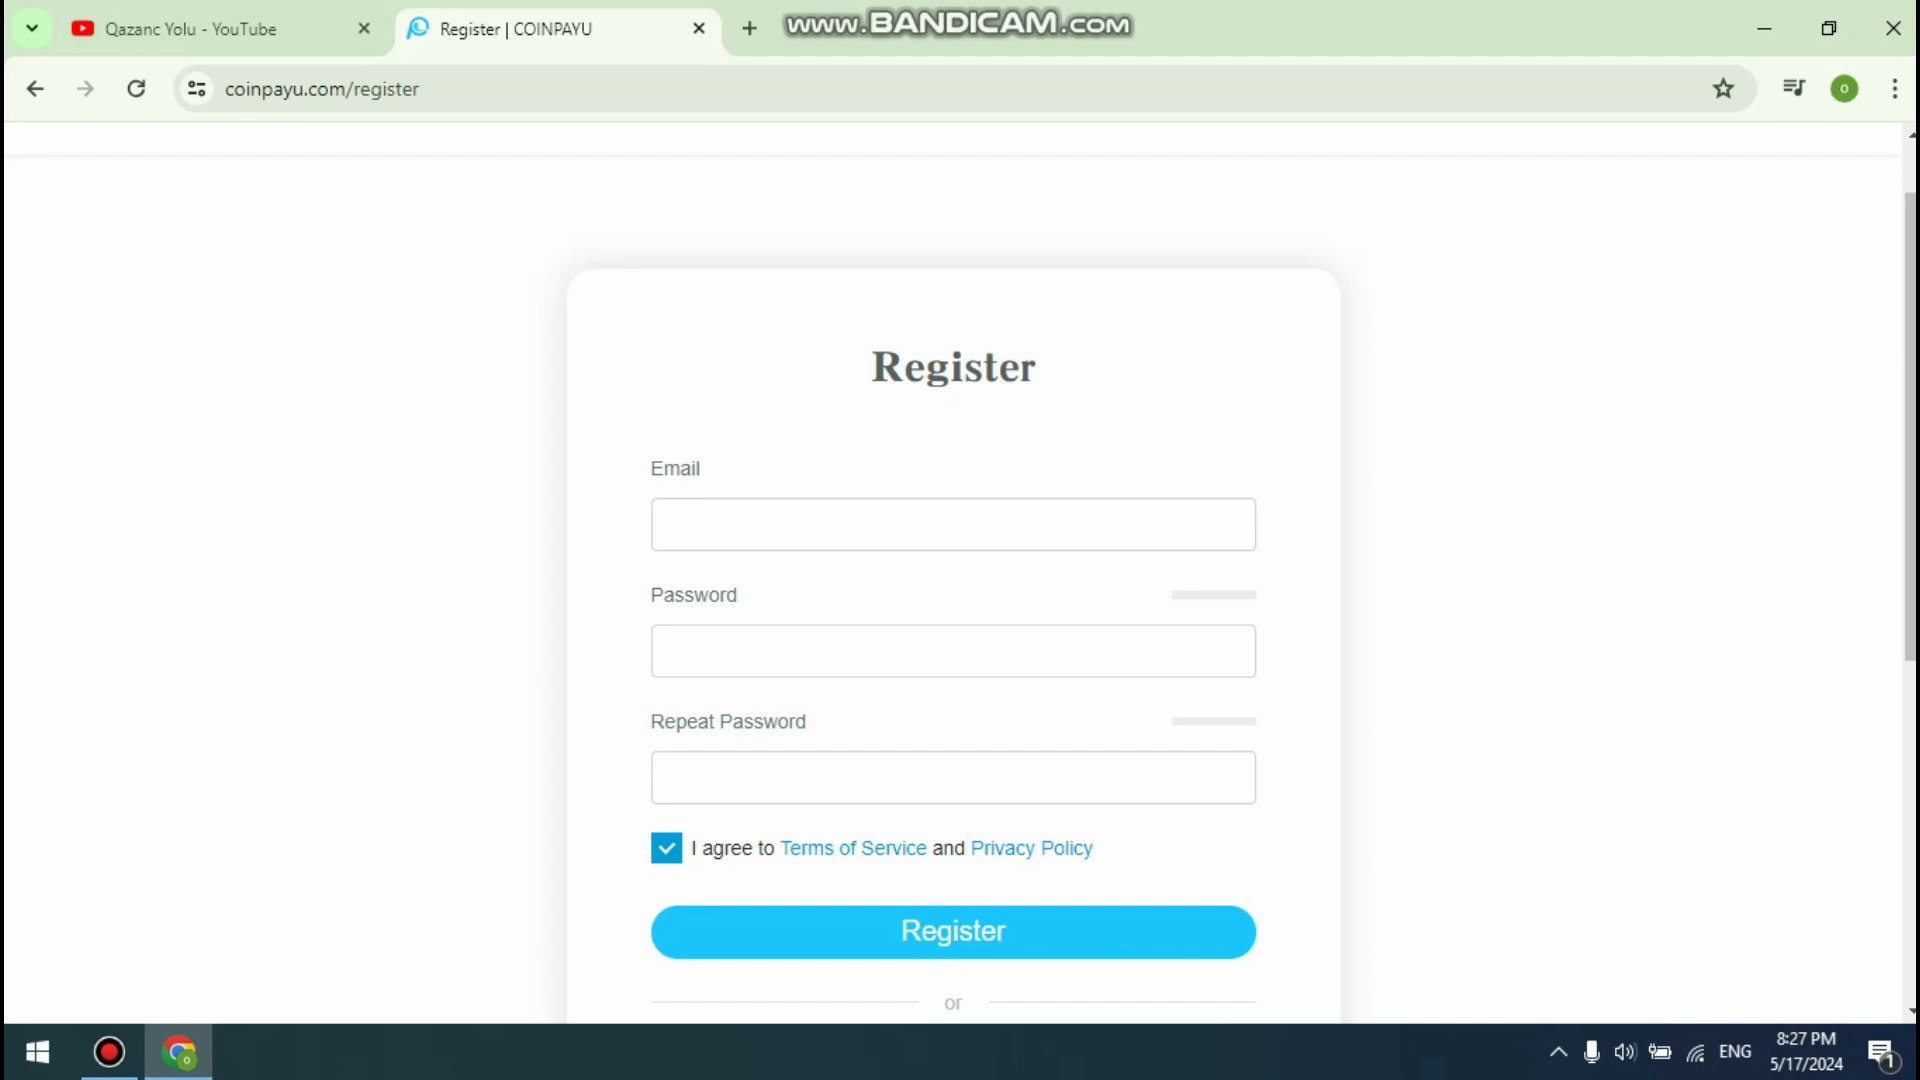 Qazanc Yolu - YouTube
Register | COINPAYU
www.BANDICAM.com
coinpayu.com/register
o
Register
Email
Password
Repeat Password
I agree to Terms of Service and Privacy Policy
Register
or
o
ENG
8:27 PM
5/17/2024
1